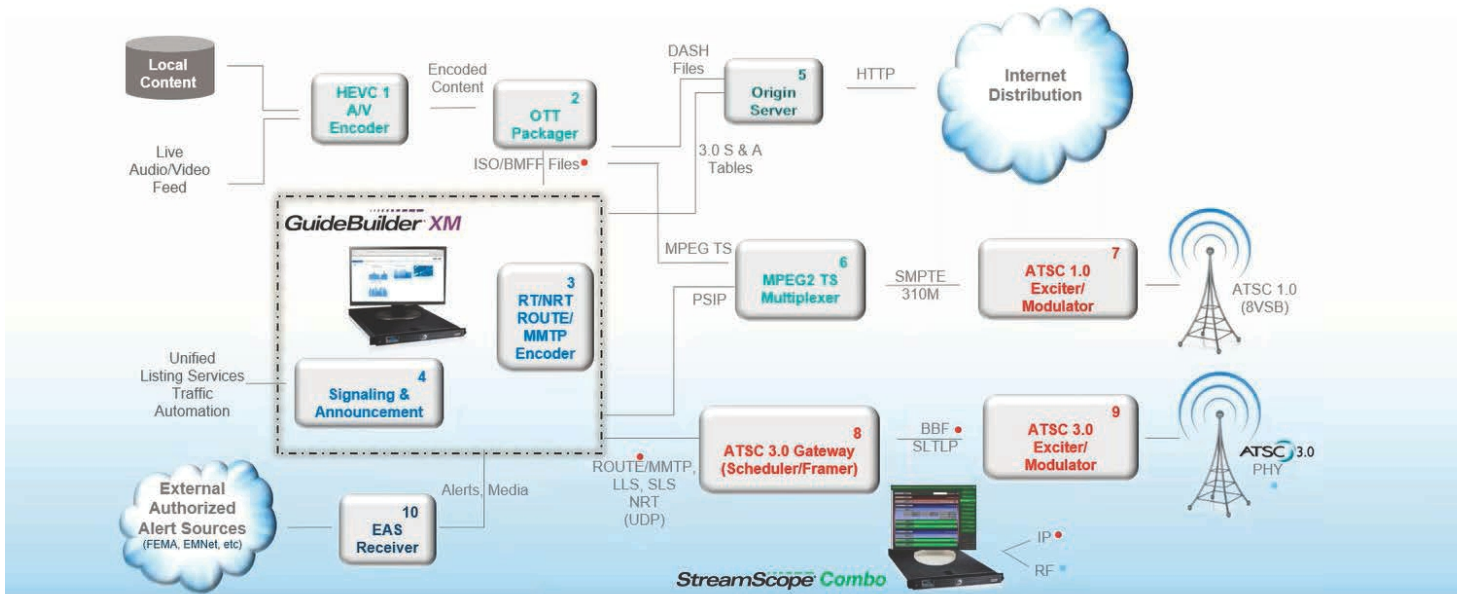 Local
Content
Live
Audio/Video
Feed
HEVC 1
A/V
Encoder
Encoded
Content
2
OTT
Packager
ISO/BMFF Files
DASH
Files
3.0 S & A
Tables
5
Origin
Server
HTTP
Internet
Distribution
GuideBuilder XM
3
RT/NRT
ROUTE/
MMTP
Encoder
4
Signaling &
Announcement
Unified
Listing Services
Traffic
Automation
MPEG TS
PSIP
6
MPEG2 TS
Multiplexer
SMPTE
310M
7
ATSC 1.0
Exciter/
Modulator
ATSC 1.0
(8VSB)
ROUTE/MMTP,
LLS, SLS
NRT
(UDP)
8
ATSC 3.0 Gateway
(Scheduler/Framer)
BBF
SLTLP
9
ATSC 3.0
Exciter/
Modulator
ATSC 3.0
PHY
External
Authorized
Alert Sources
(FEMA, EMNet, etc)
10
EAS
Receiver
Alerts, Media
StreamScope Combo
IP
RF